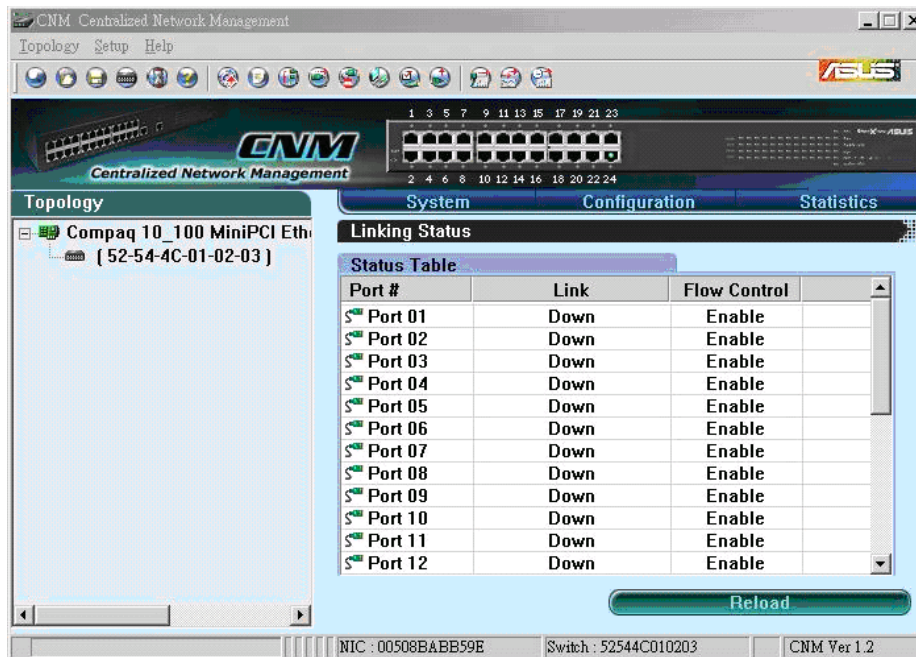 CNM Centralized Network Management
Topology Setup Help
ASUS
1 3 5 7 9 11 13 15 17 19 21 23
CNM
Centralized Network Management
2 4 6 8 10 12 14 16 18 20 22 24
Topology
System Configuration Statistics
Compaq 10_100 MiniPCI Eth
[ 52-54-4C-01-02-03 ]
Linking Status
Status Table
Port # Link Flow Control
Port 01 Down Enable
Port 02 Down Enable
Port 03 Down Enable
Port 04 Down Enable
Port 05 Down Enable
Port 06 Down Enable
Port 07 Down Enable
Port 08 Down Enable
Port 09 Down Enable
Port 10 Down Enable
Port 11 Down Enable
Port 12 Down Enable
Reload
NIC : 00508BABB59E Switch : 52544C010203 CNM Ver 1.2